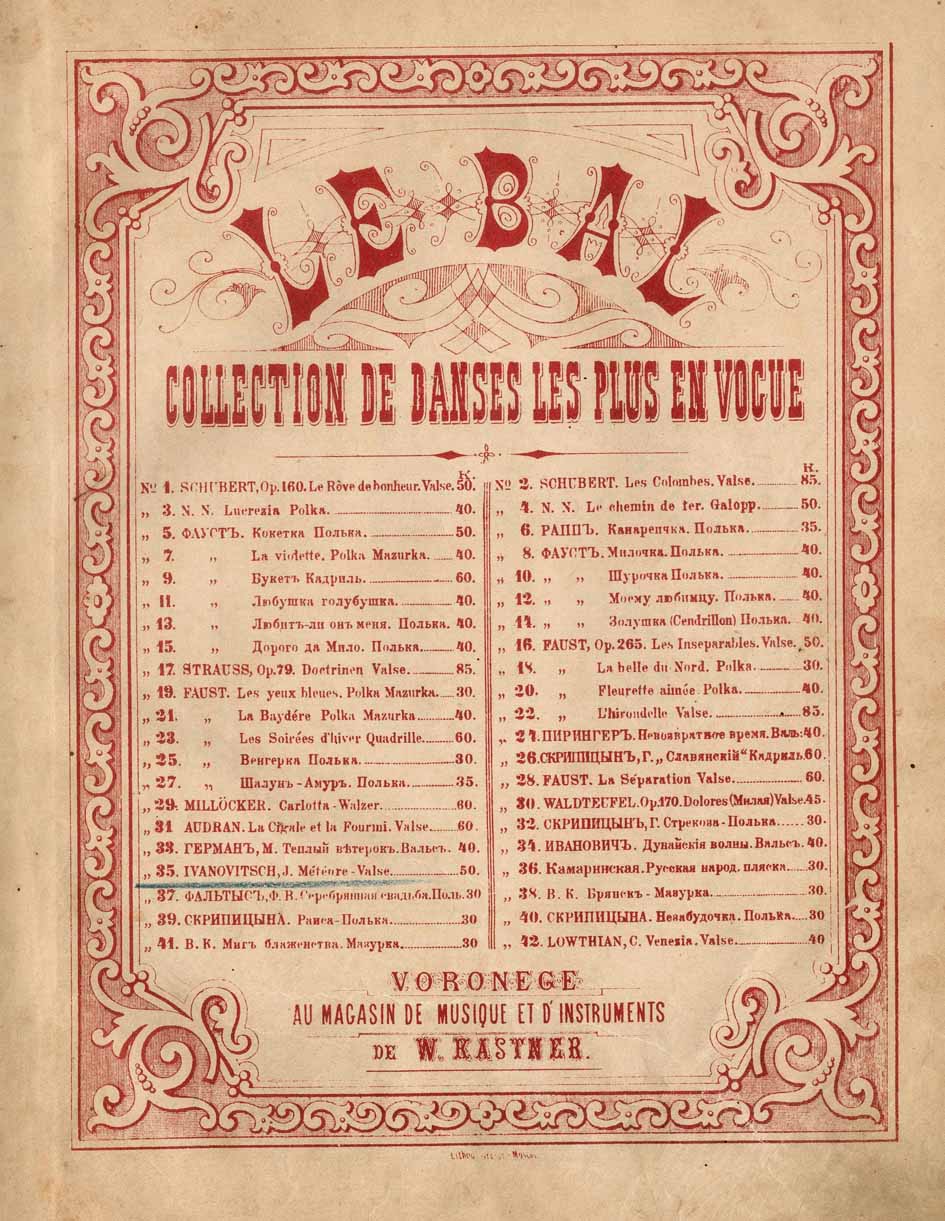 LE BAL
COLLECTION DE DANSES LES PLUS EN VOGUE
K.
No 1. SCHUBERT, Op. 160. Le Rôve de bonheur. Valse. 50.
„ 3. N. N. Lucrezia Polka. 40.
„ 5. ФАУСТЪ. Кокетка Полька. 50.
„ 7. „ La violette. Polka Mazurka. 40.
„ 9. „ Букетъ Кадриль. 60.
„ 11. „ Любушка голубушка. 40.
„ 13. „ Любитъ-ли онъ меня. Полька. 40.
„ 15. „ Дорого да Мило. Полька. 40.
„ 17. STRAUSS, Op. 79. Doctrinen Valse. 85.
„ 19. FAUST. Les yeux bleues. Polka Mazurka. 30.
„ 21. „ La Baydére Polka Mazurka 40.
„ 23. „ Les Soirées d'hiver Quadrille 60.
„ 25. „ Венгерка Полька. 30.
„ 27. „ Шалунъ-Амуръ. Полька. 35.
„ 29. MILLÖCKER. Carlotta-Walzer. 60.
„ 31 AUDRAN. La Cigale et la Fourmi. Valse. 60.
„ 33. ГЕРМАНЪ, М. Теплый вѣтерокъ. Вальсъ. 40.
„ 35. IVANOVITSCH, J. Météore-Valse 50.
„ 37. ФАЛЬТЫСЪ, Ф. В. Серебрянная свадьба. Поль. 30
„ 39. СКРИПИЦЫНА. Раиса-Полька. 30
„ 41. В. К. Мигъ блаженства. Мазурка. 30
K.
No 2. SCHUBERT. Les Colombes. Valse. 85.
„ 4. N. N. Le chemin de fer. Galopp. 50.
„ 6. РАППЪ. Канареичка. Полька. 35.
„ 8. ФАУСТЪ. Милочка. Полька. 40.
„ 10. „ „ Шурочка Полька. 40.
„ 12. „ „ Моему любимцу. Полька. 40.
„ 14. „ „ Золушка (Cendrillon) Полька. 40.
„ 16. FAUST, Op. 265. Les Inseparables. Valse. 50.
„ 18. „ La belle du Nord. Polka. 30.
„ 20. „ Fleurette aimée Polka. 40.
„ 22. „ L'hirondelle Valse. 85.
„ 24. ПИРИНГЕРЪ. Невозвратное время. Валь. 40.
„ 26. СКРИПИЦЫНЪ, Г. „Славянскій" Кадриль 60.
„ 28. FAUST. La Séparation Valse. 60.
„ 30. WALDTEUFEL. Op. 170. Dolores (Милая) Valse. 45.
„ 32. СКРИПИЦЫНЪ, Г. Стрекоза-Полька. 30.
„ 34. ИВАНОВИЧЪ. Дунайскія волны. Вальсъ. 40.
„ 36. Камаринская. Русская народ. пляска. 30.
„ 38. В. К. Брянск-Мазурка. 30.
„ 40. СКРИПИЦЫНА. Незабудочка. Полька. 30
„ 42. LOWTHIAN, C. Venezia. Valse. 40
VORONEGE
AU MAGASIN DE MUSIQUE ET D'INSTRUMENTS
DE W. KASTNER.